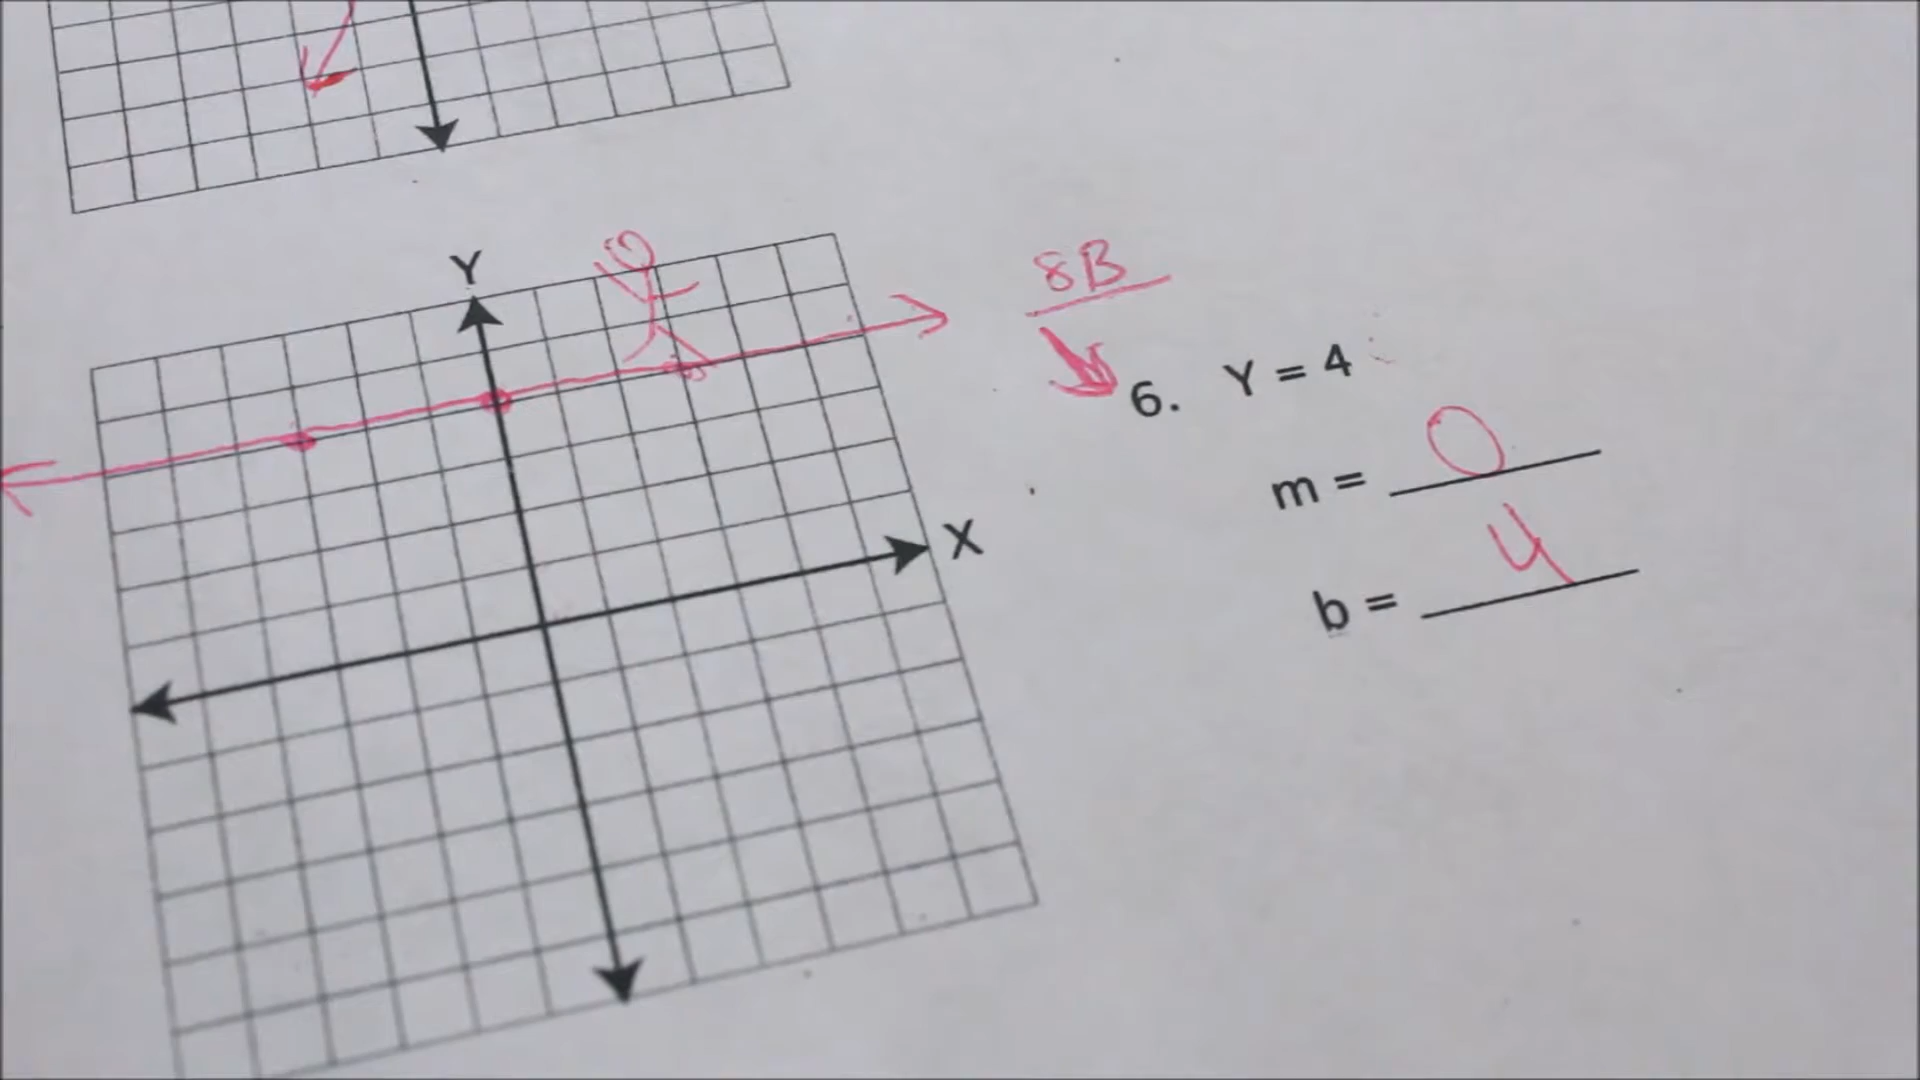 Y
8B
6. Y = 4
m = 0
X
b = 4